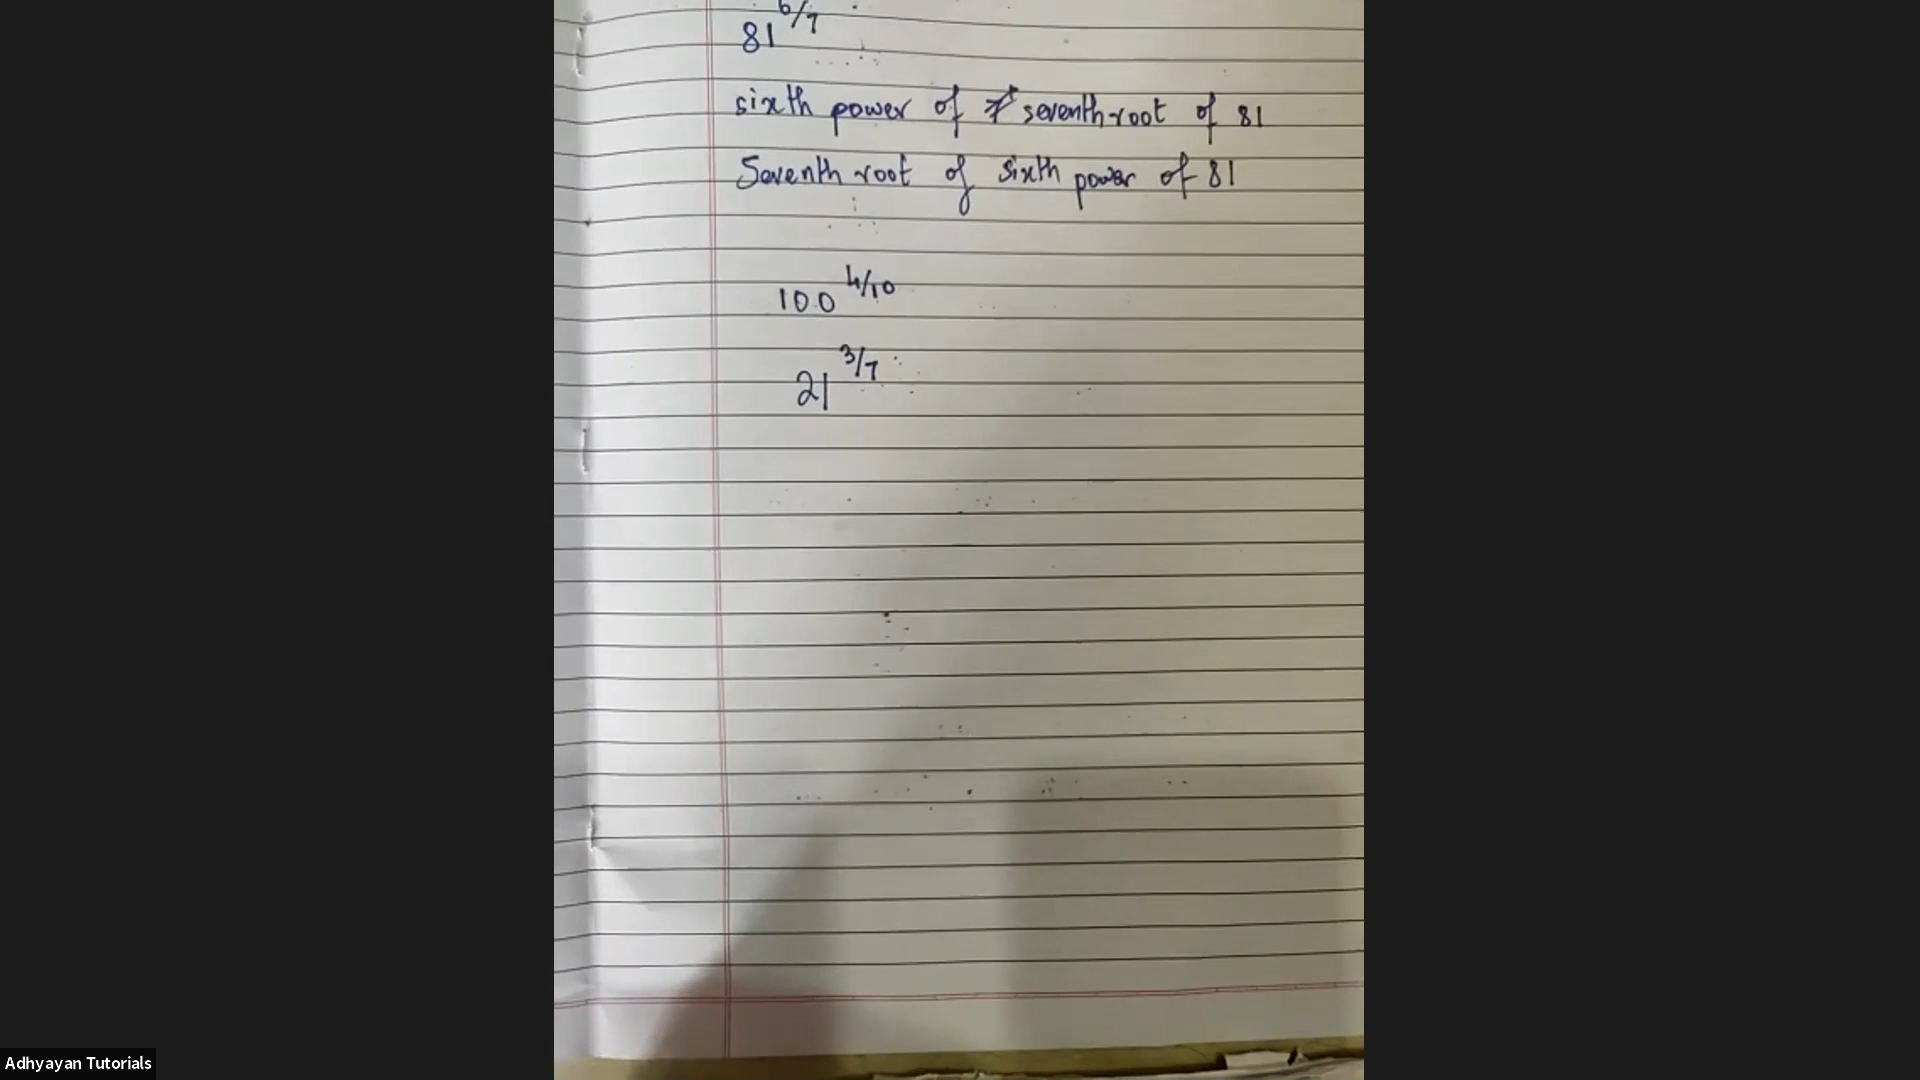 81^6/7
sixth power of seventh root of 81
Seventh root of sixth power of 81
100^4/10
21^3/7
Adhyayan Tutorials